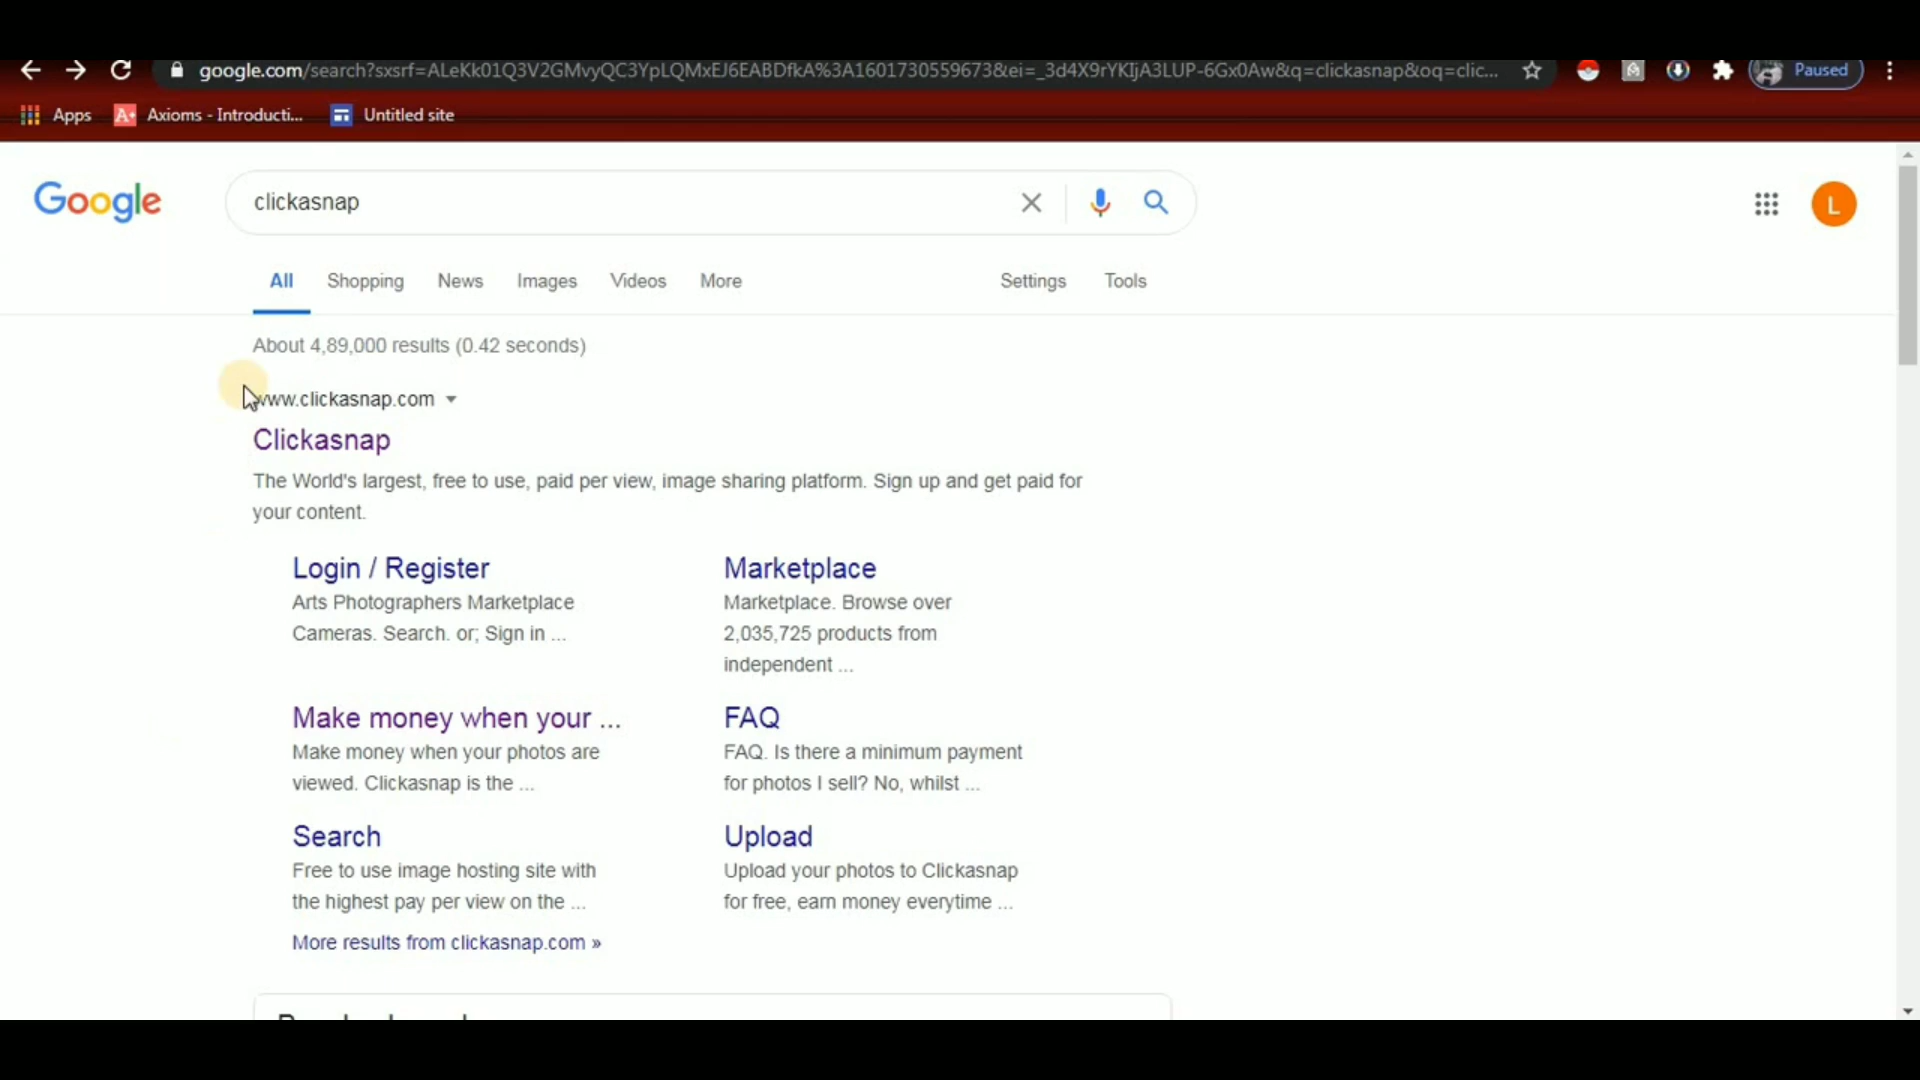 google.com/search?sxsrf=ALeKk01Q3V2GMvyQC3YpLQMxEJ6EABDfkA%3A1601730559673&ei=_3d4X9rYKIjA3LUP-6Gx0Aw&q=clickasnap&oq=clic...
Paused
Apps
Axioms - Introducti...
Untitled site
Google
clickasnap
L
All
Shopping
News
Images
Videos
More
Settings
Tools
About 4,89,000 results (0.42 seconds)
www.clickasnap.com
Clickasnap
The World's largest, free to use, paid per view, image sharing platform. Sign up and get paid for
your content.
Login / Register
Arts Photographers Marketplace
Cameras. Search. or; Sign in ...
Marketplace
Marketplace. Browse over
2,035,725 products from
independent ...
Make money when your ...
Make money when your photos are
viewed. Clickasnap is the ...
FAQ
FAQ. Is there a minimum payment
for photos I sell? No, whilst ...
Search
Free to use image hosting site with
the highest pay per view on the ...
Upload
Upload your photos to Clickasnap
for free, earn money everytime ...
More results from clickasnap.com »